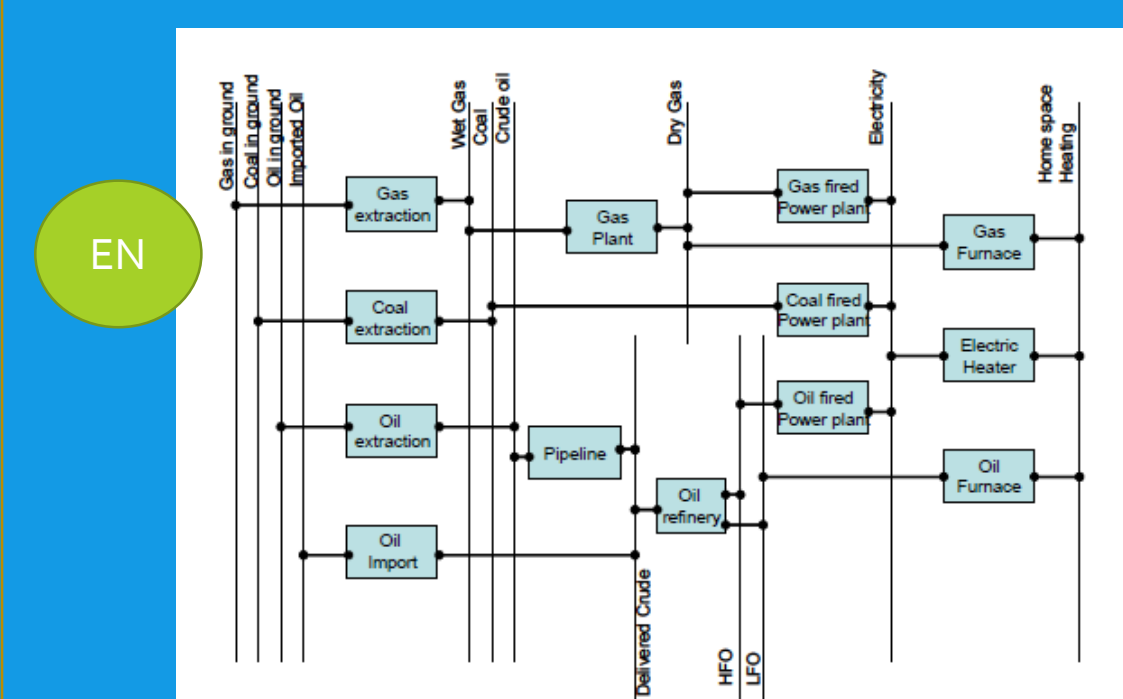 Gas in ground
Coal in ground
Oil in ground
Imported Oil
Wet Gas
Coal
Crude oil
Dry Gas
Electricity
Home space
Heating
EN
Gas
extraction
Gas
Plant
Gas fired
Power plant
Gas
Furnace
Coal
extraction
Coal fired
Power plant
Electric
Heater
Oil
extraction
Pipeline
Oil fired
Power plant
Oil
refinery
Oil
Furnace
Oil
Import
Delivered Crude
HFO
LFO